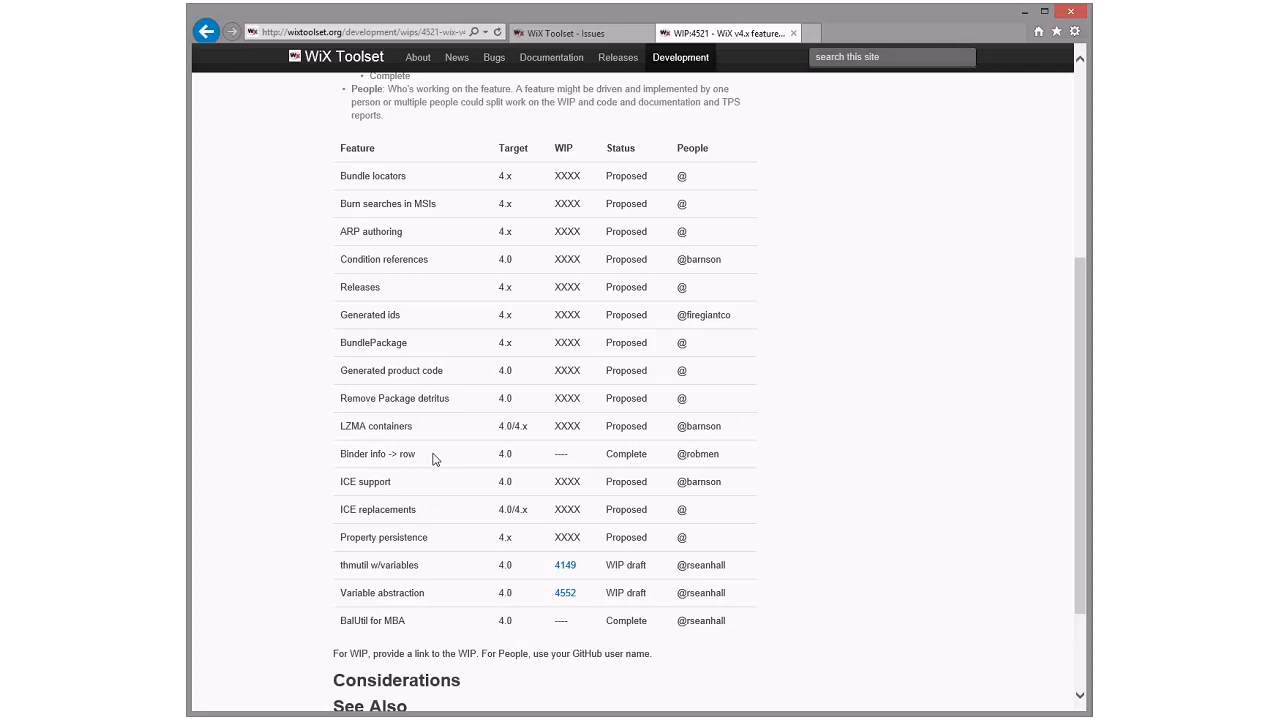 http://wixtoolset.org/development/wips/4521-wix-v4
WiX Toolset - Issues
WIP:4521 - WiX v4.x feature...
WiX Toolset
About
News
Bugs
Documentation
Releases
Development
search this site
• Complete
• People: Who's working on the feature. A feature might be driven and implemented by one
person or multiple people could split work on the WIP and code and documentation and TPS
reports.
Feature Target WIP Status People
Bundle locators 4.x XXXX Proposed @
Burn searches in MSIs 4.x XXXX Proposed @
ARP authoring 4.x XXXX Proposed @
Condition references 4.0 XXXX Proposed @barnson
Releases 4.x XXXX Proposed @
Generated ids 4.x XXXX Proposed @firegiantco
BundlePackage 4.x XXXX Proposed @
Generated product code 4.0 XXXX Proposed @
Remove Package detritus 4.0 XXXX Proposed @
LZMA containers 4.0/4.x XXXX Proposed @barnson
Binder info -> row 4.0 ---- Complete @robmen
ICE support 4.0 XXXX Proposed @barnson
ICE replacements 4.0/4.x XXXX Proposed @
Property persistence 4.x XXXX Proposed @
thmutil w/variables 4.0 4149 WIP draft @rseanhall
Variable abstraction 4.0 4552 WIP draft @rseanhall
BalUtil for MBA 4.0 ---- Complete @rseanhall
For WIP, provide a link to the WIP. For People, use your GitHub user name.
Considerations
See Also